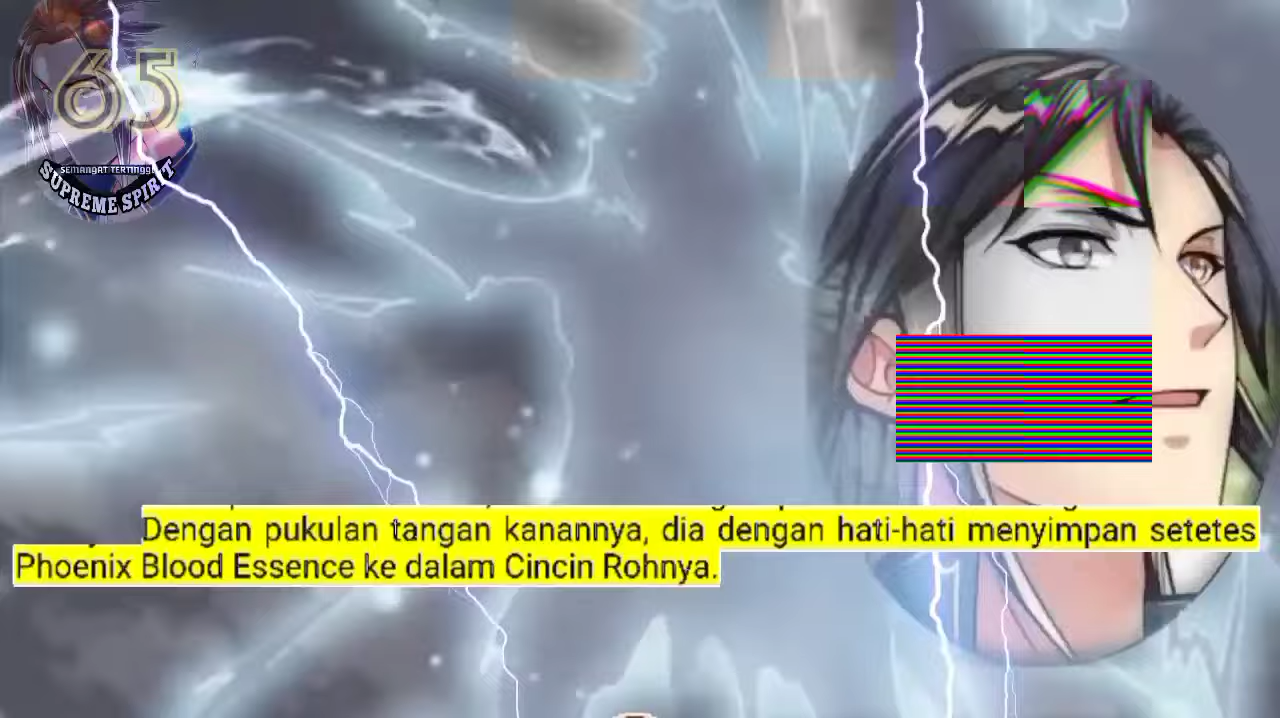 65
SEMANGAT TERTINGGI
SUPREME SPIRIT
Dengan pukulan tangan kanannya, dia dengan hati-hati menyimpan setetes
Phoenix Blood Essence ke dalam Cincin Rohnya.